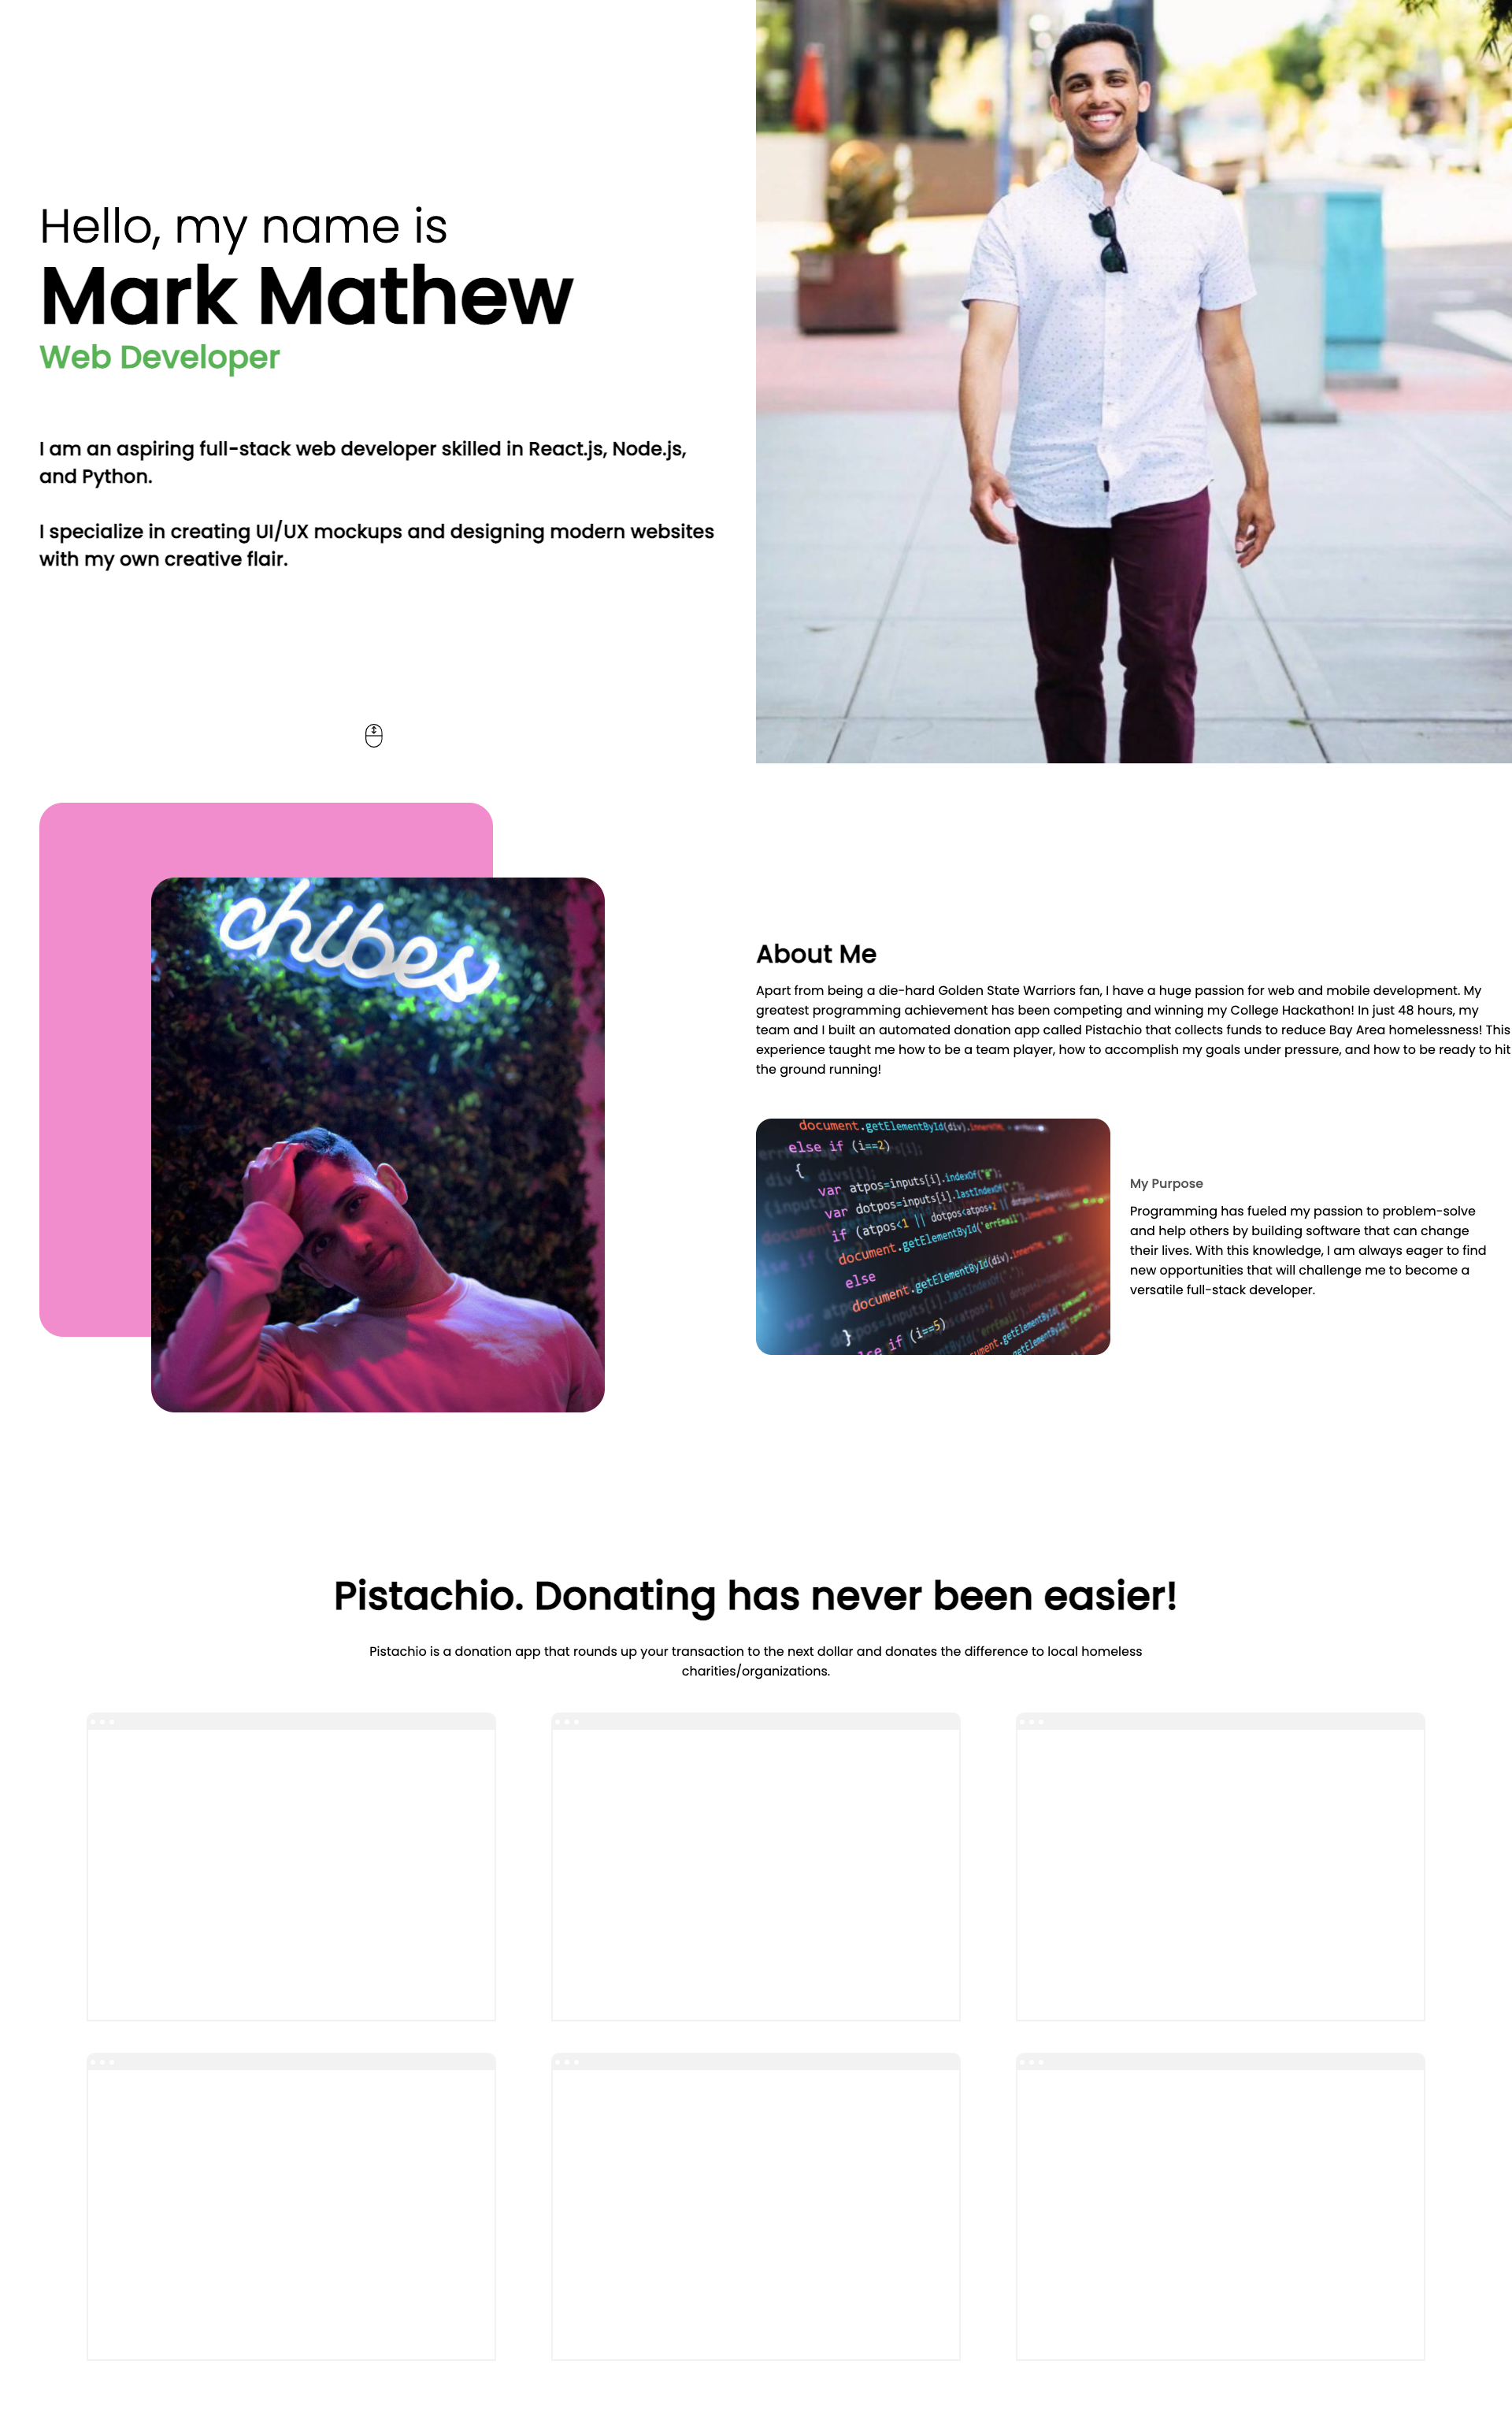 Hello, my name is
Mark Mathew
Web Developer
I am an aspiring full-stack web developer skilled in React.js, Node.js,
and Python.
I specialize in creating UI/UX mockups and designing modern websites
with my own creative flair.
chibes
About Me
Apart from being a die-hard Golden State Warriors fan, I have a huge passion for web and mobile development. My
greatest programming achievement has been competing and winning my College Hackathon! In just 48 hours, my
team and I built an automated donation app called Pistachio that collects funds to reduce Bay Area homelessness! This
experience taught me how to be a team player, how to accomplish my goals under pressure, and how to be ready to hit
the ground running!
document.getElementById(div).innerHTML
else if (i==2)
{
var atpos=inputs[i].indexOf("@");
var dotpos=inputs[i].lastIndexOf(".");
if (atpos<1 || dotpos<atpos+2 ||
document.getElementById('errEmail').innerHTML
else
document.getElementById(div).innerHTML
}
else if (i==5)
My Purpose
Programming has fueled my passion to problem-solve
and help others by building software that can change
their lives. With this knowledge, I am always eager to find
new opportunities that will challenge me to become a
versatile full-stack developer.
Pistachio. Donating has never been easier!
Pistachio is a donation app that rounds up your transaction to the next dollar and donates the difference to local homeless
charities/organizations.